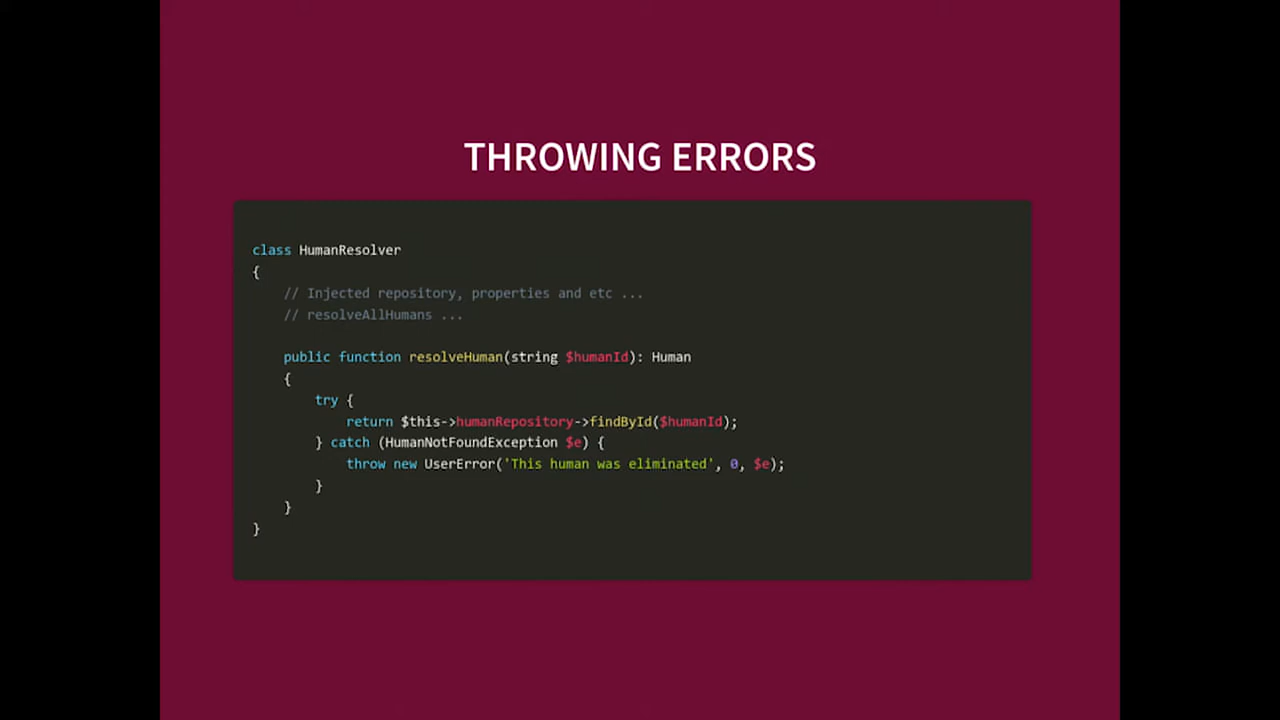 THROWING ERRORS
class HumanResolver
{
    // Injected repository, properties and etc ...
    // resolveAllHumans ...
    public function resolveHuman(string $humanId): Human
    {
        try {
            return $this->humanRepository->findById($humanId);
        } catch (HumanNotFoundException $e) {
            throw new UserError('This human was eliminated', 0, $e);
        }
    }
}